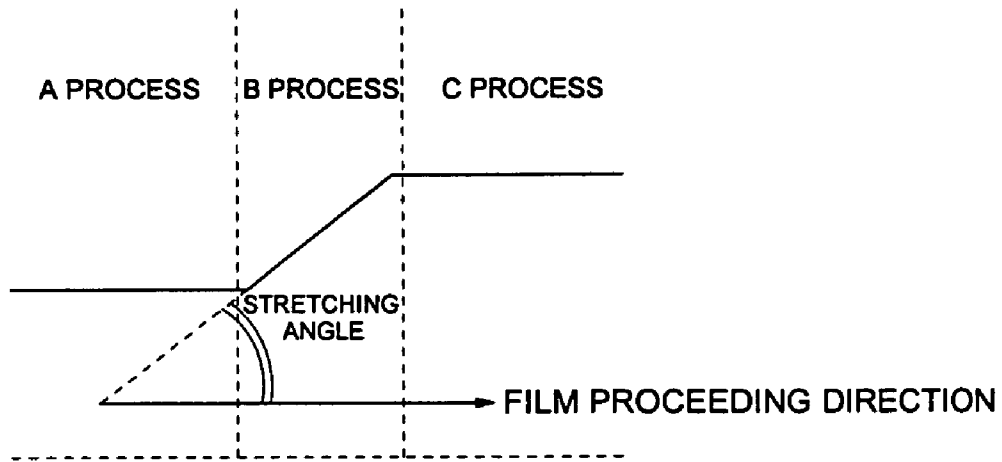 A PROCESS
B PROCESS
C PROCESS
STRETCHING
ANGLE
FILM PROCEEDING DIRECTION